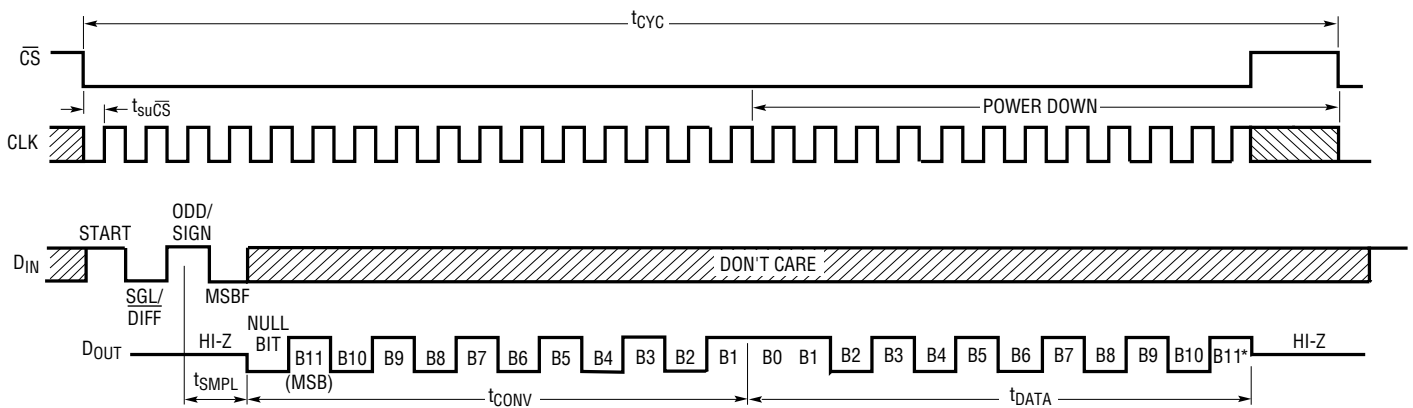 tCYC
CS
tsuCS
POWER DOWN
CLK
START
ODD/
SIGN
DIN
DON'T CARE
SGL/
DIFF
MSBF
DOUT
HI-Z
NULL
BIT
B11
(MSB)
B10
B9
B8
B7
B6
B5
B4
B3
B2
B1
B0
B1
B2
B3
B4
B5
B6
B7
B8
B9
B10
B11*
HI-Z
tSMPL
tCONV
tDATA